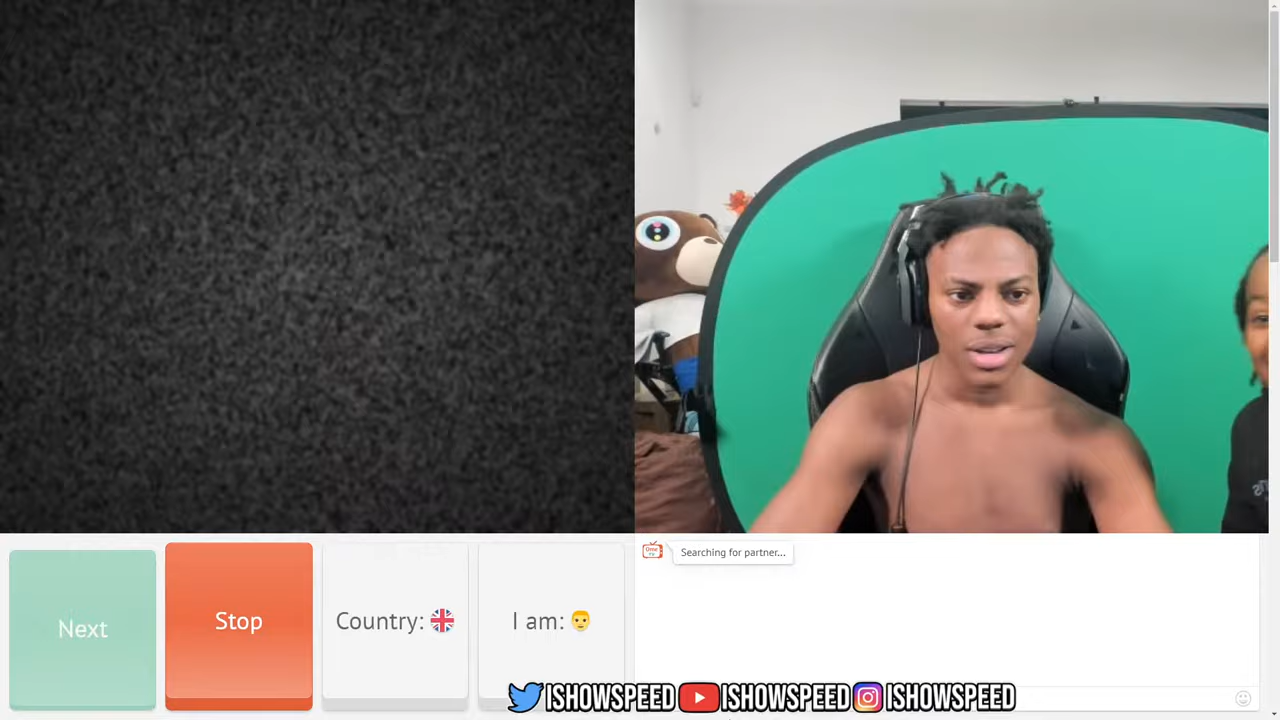 Searching for partner...
Next
Stop
Country:
I am:
ISHOWSPEED ISHOWSPEED ISHOWSPEED